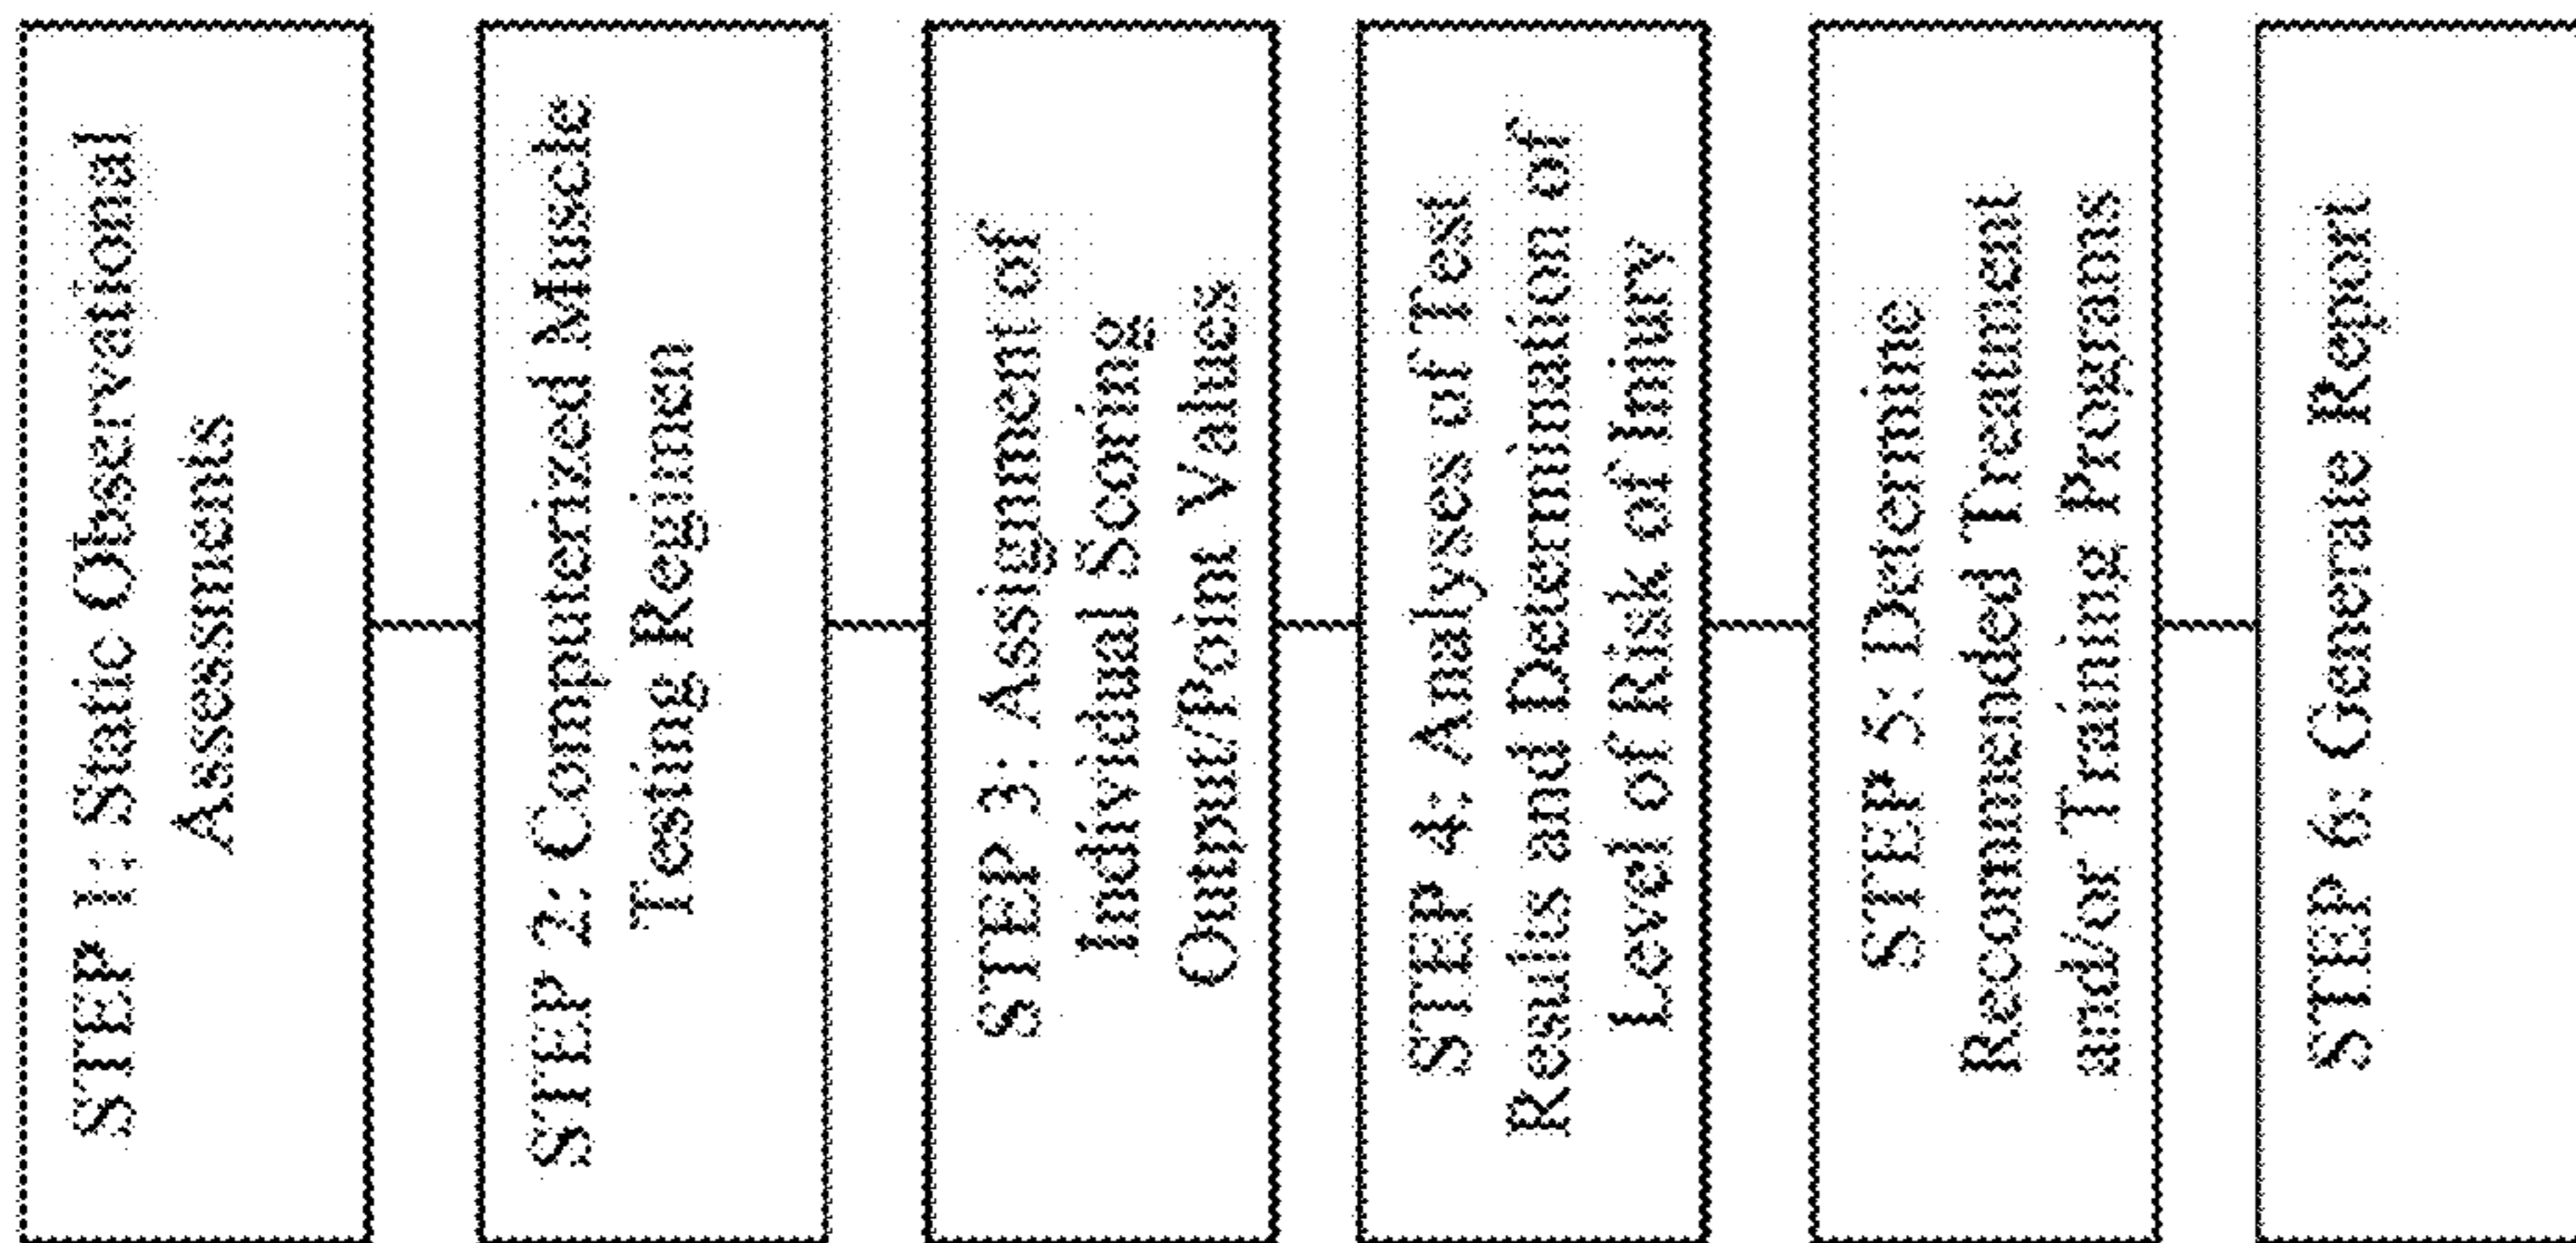 STEP 1: Static Observational
Assessments
STEP 2: Computerized Muscle
Testing Regimen
STEP 3: Assignment of
Individual Scoring
Output/Point Values
STEP 4: Analyses of Test
Results and Determination of
Level of Risk of Injury
STEP 5: Determine
Recommended Treatment
and/or Training Programs
STEP 6: Generate Report